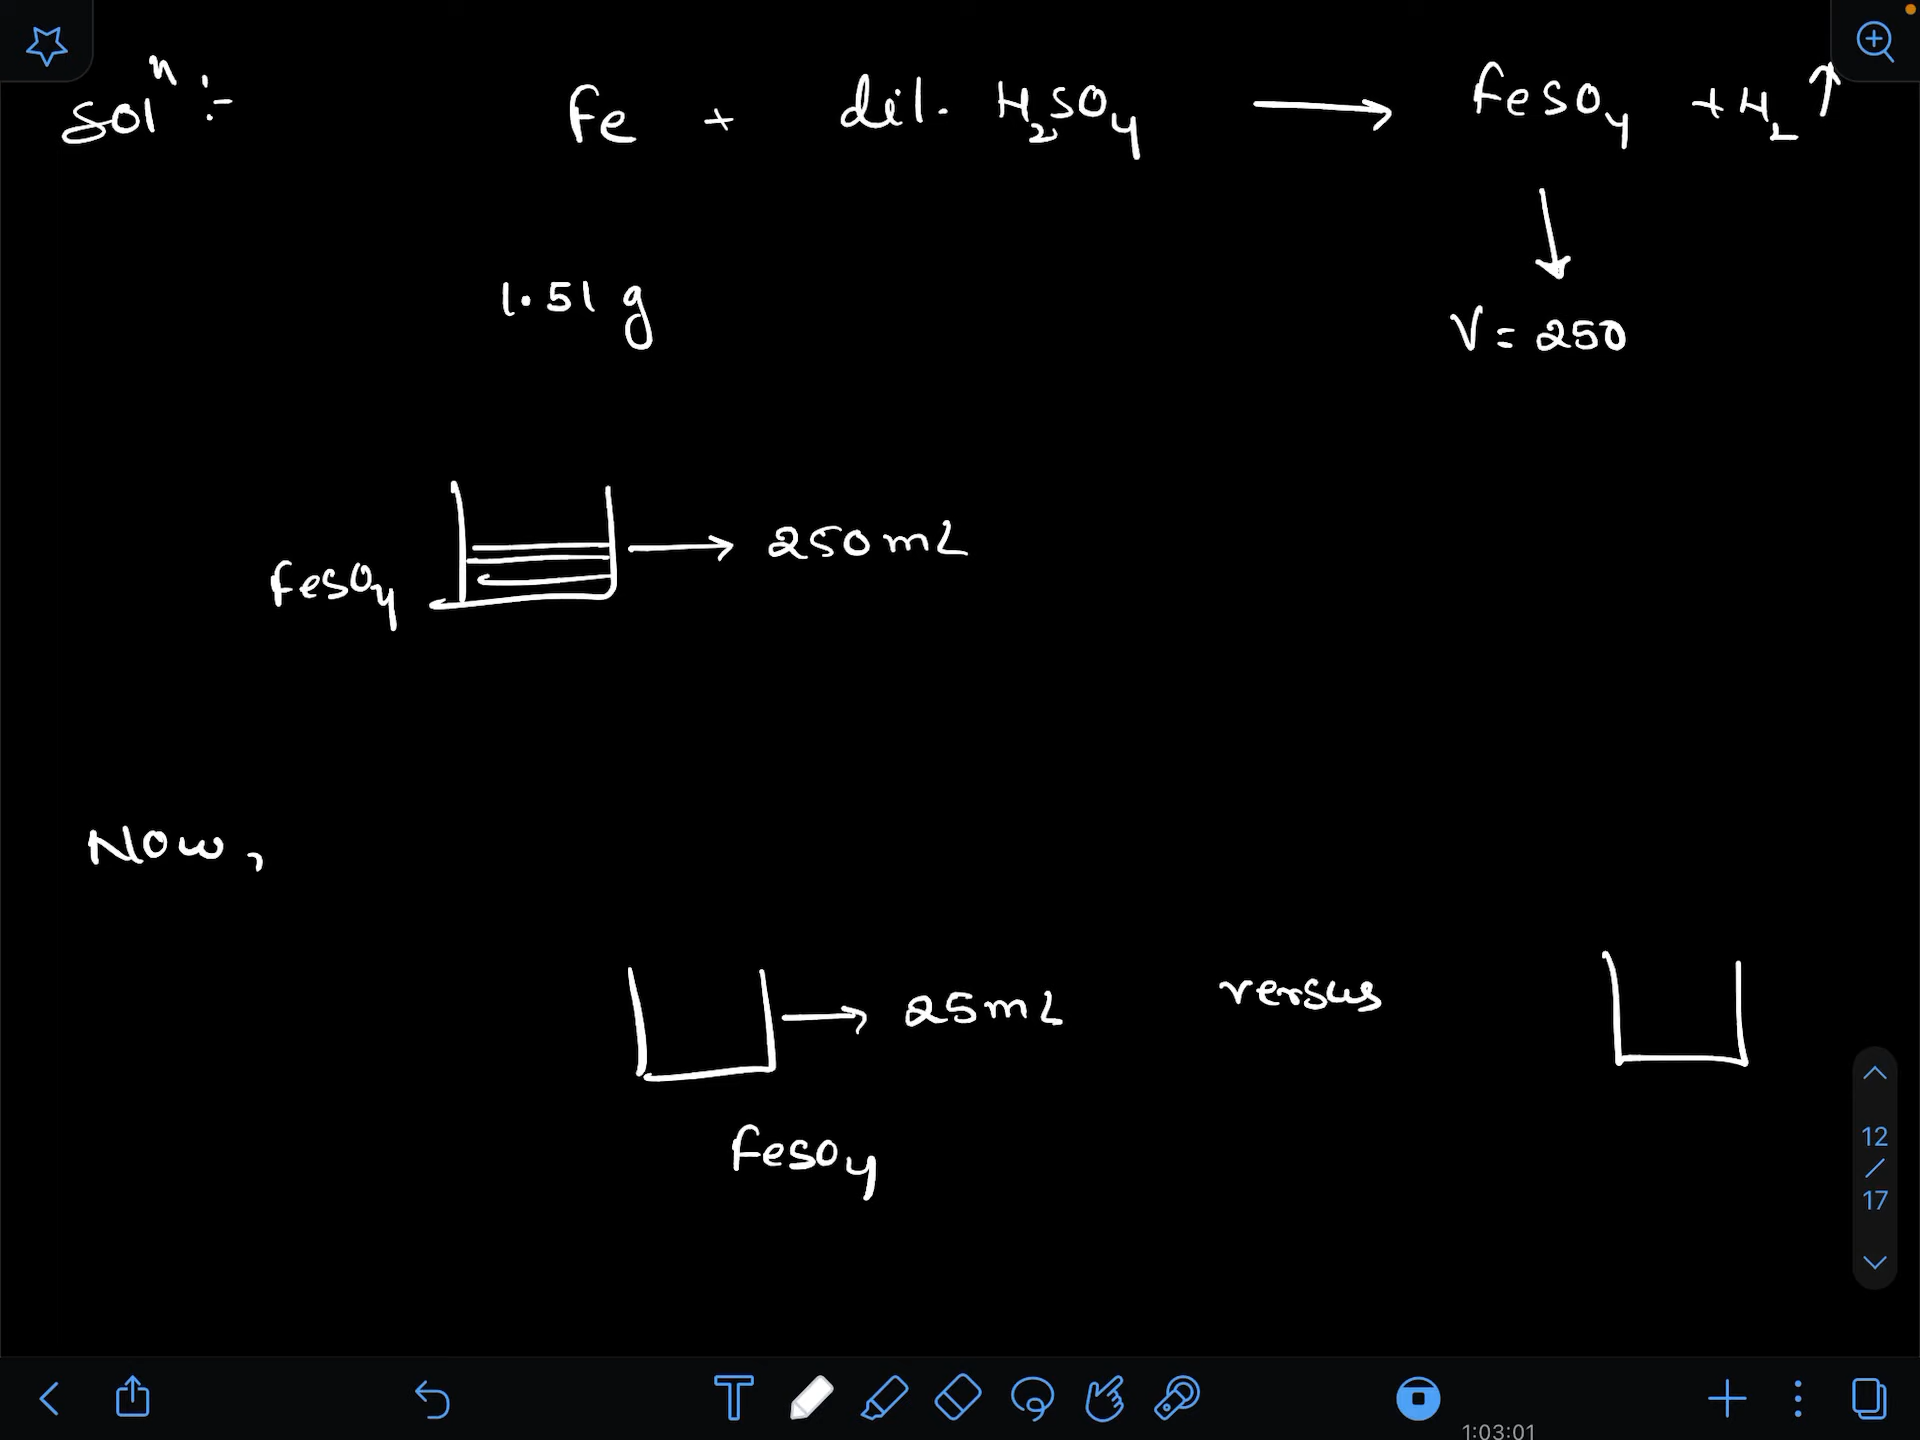 solⁿ :-
Fe + dil. H₂SO₄ ⟶ FeSO₄ + H₂ ↑
1.51 g
V = 250
FeSO₄ → 250 mL
Now,
→ 25 mL versus
FeSO₄
12
/
17
T
1:03:01